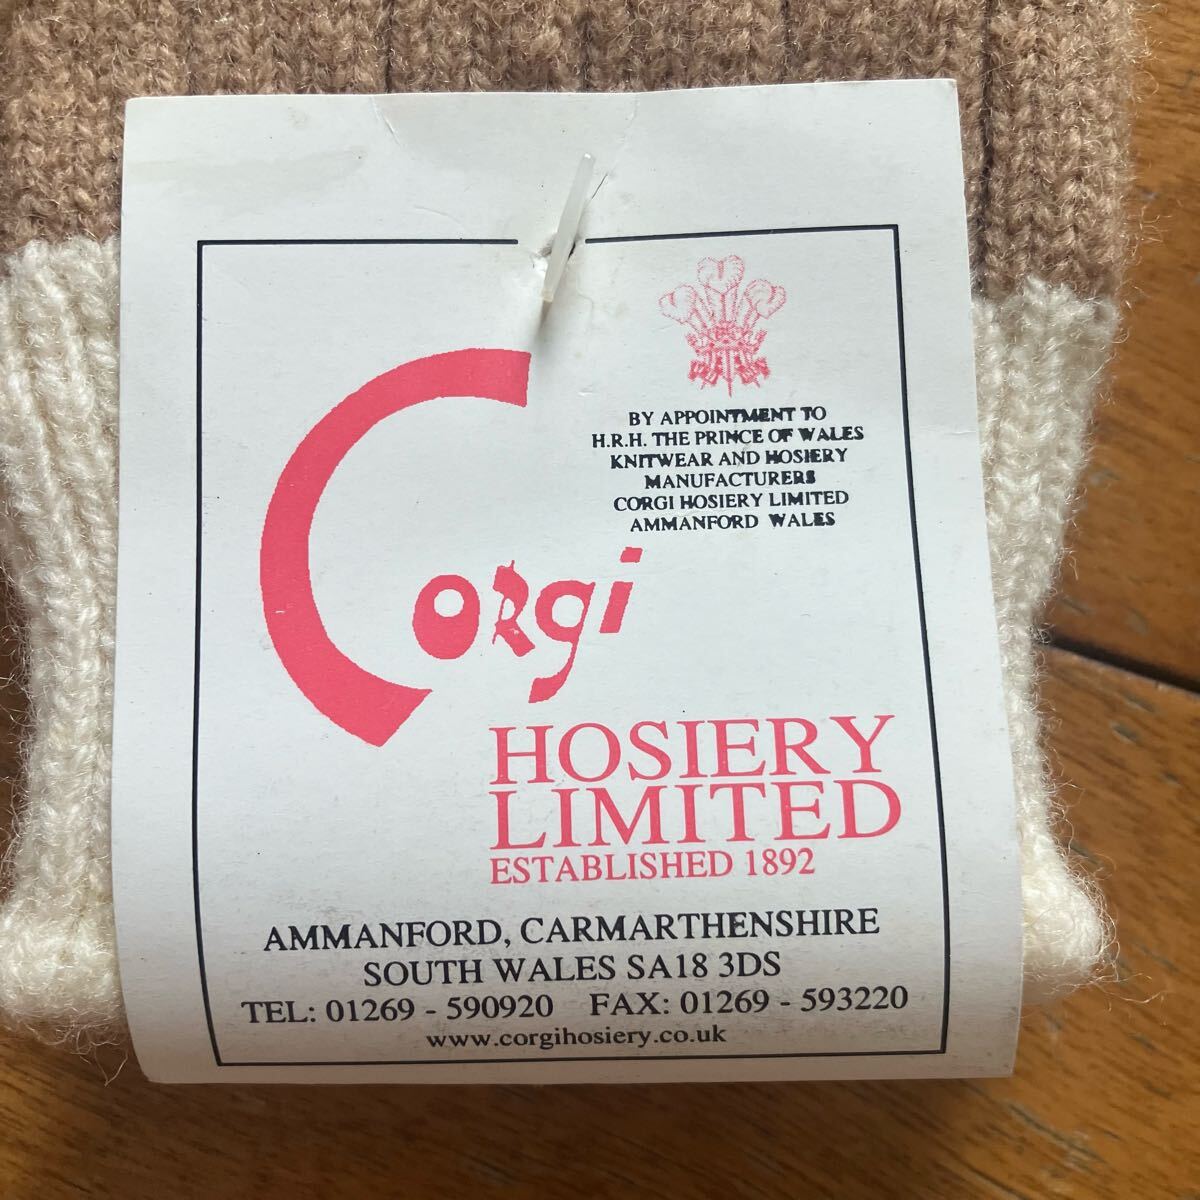 BY APPOINTMENT TO
H.R.H. THE PRINCE OF WALES
KNITWEAR AND HOSIERY
MANUFACTURERS
CORGI HOSIERY LIMITED
AMMANFORD WALES
Corgi
HOSIERY
LIMITED
ESTABLISHED 1892
AMMANFORD, CARMARTHENSHIRE
SOUTH WALES SA18 3DS
TEL: 01269 - 590920 FAX: 01269 - 593220
www.corgihosiery.co.uk